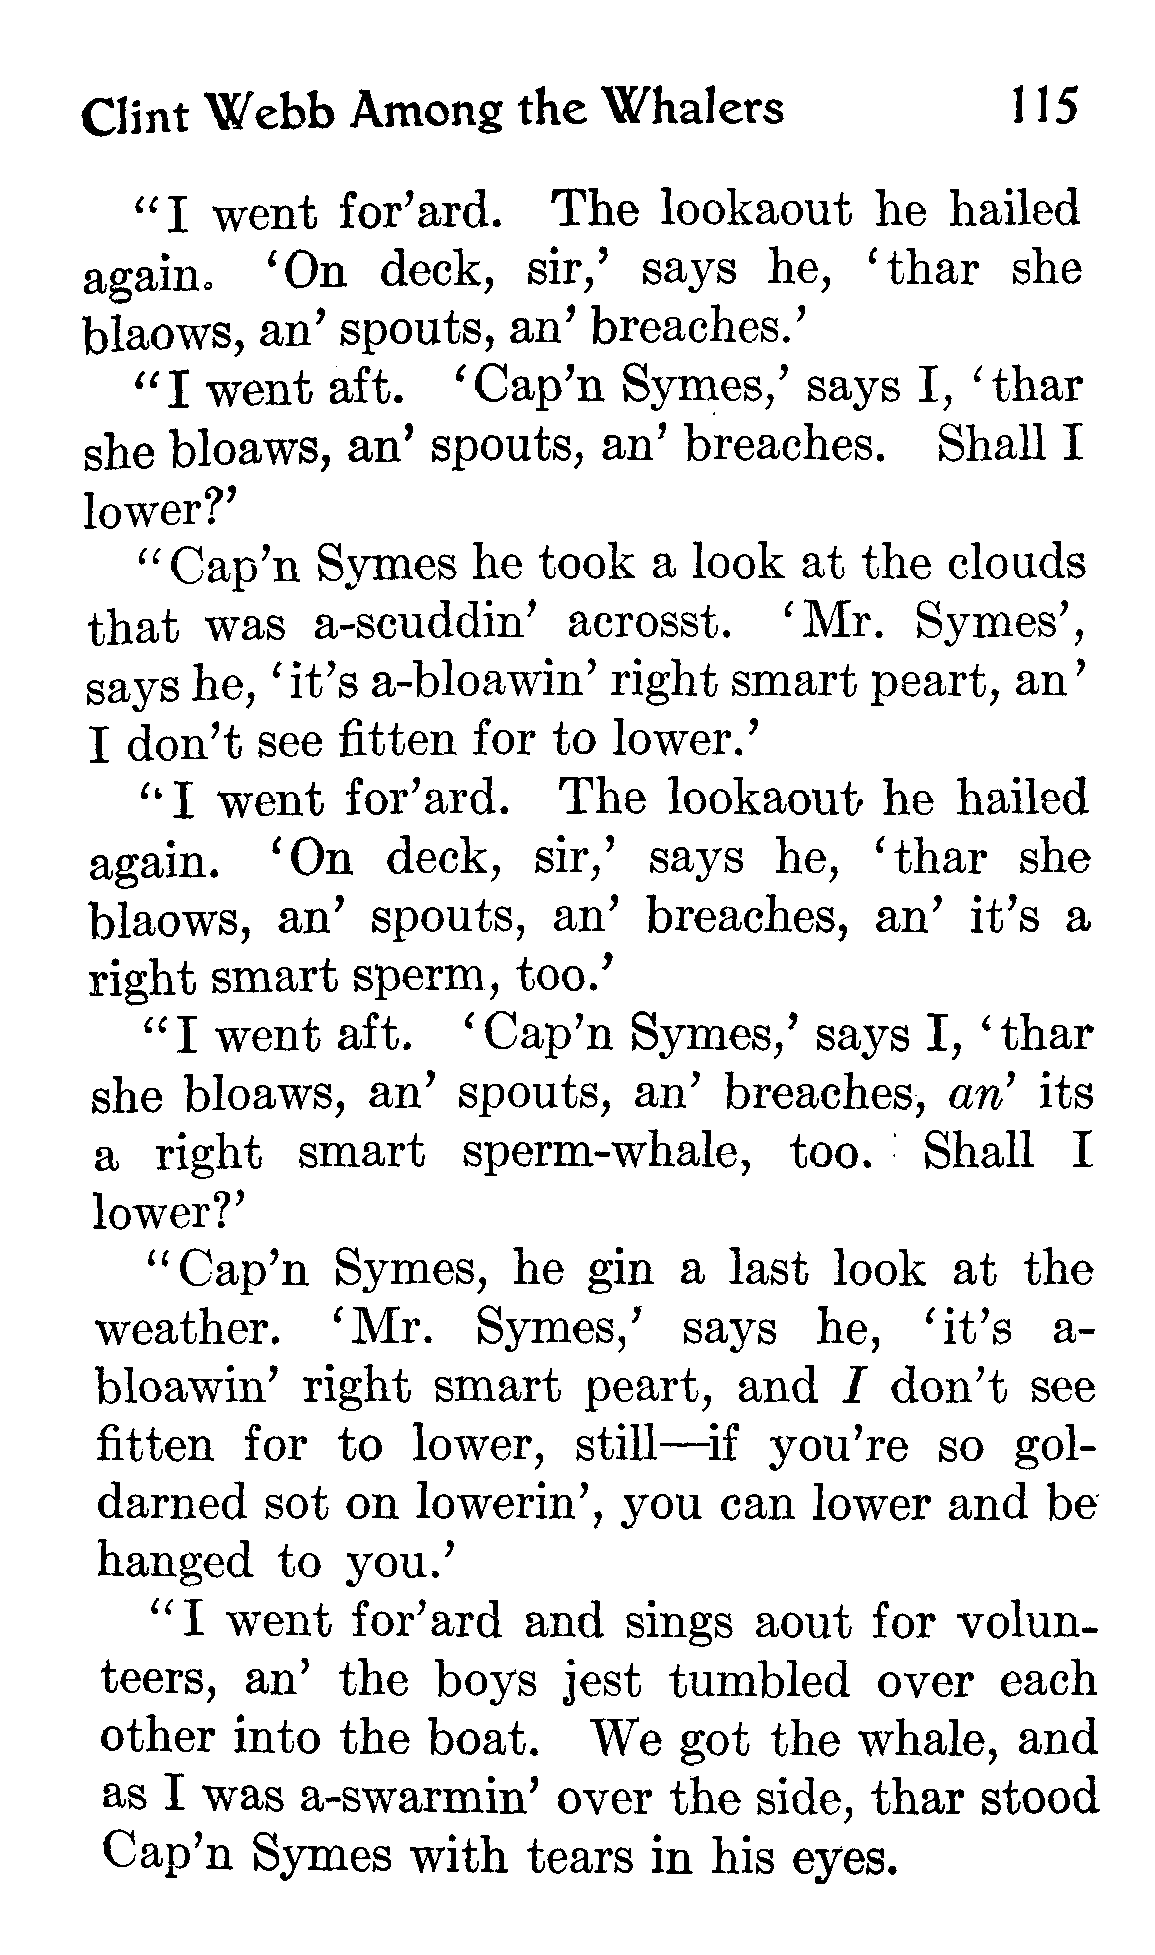 Clint Webb Among the Whalers 115
"I went for'ard. The lookaout he hailed
again. 'On deck, sir,' says he, 'thar she
blaows, an' spouts, an' breaches.'
"I went aft. 'Cap'n Symes,' says I, 'thar
she bloaws, an' spouts, an' breaches. Shall I
lower?'
"Cap'n Symes he took a look at the clouds
that was a-scuddin' acrosst. 'Mr. Symes',
says he, 'it's a-bloawin' right smart peart, an'
I don't see fitten for to lower.'
"I went for'ard. The lookaout he hailed
again. 'On deck, sir,' says he, 'thar she
blaows, an' spouts, an' breaches, an' it's a
right smart sperm, too.'
"I went aft. 'Cap'n Symes,' says I, 'thar
she bloaws, an' spouts, an' breaches, an' its
a right smart sperm-whale, too. Shall I
lower?'
"Cap'n Symes, he gin a last look at the
weather. 'Mr. Symes,' says he, 'it's a-
bloawin' right smart peart, and I don't see
fitten for to lower, still—if you're so gol-
darned sot on lowerin', you can lower and be
hanged to you.'
"I went for'ard and sings aout for volun-
teers, an' the boys jest tumbled over each
other into the boat. We got the whale, and
as I was a-swarmin' over the side, thar stood
Cap'n Symes with tears in his eyes.